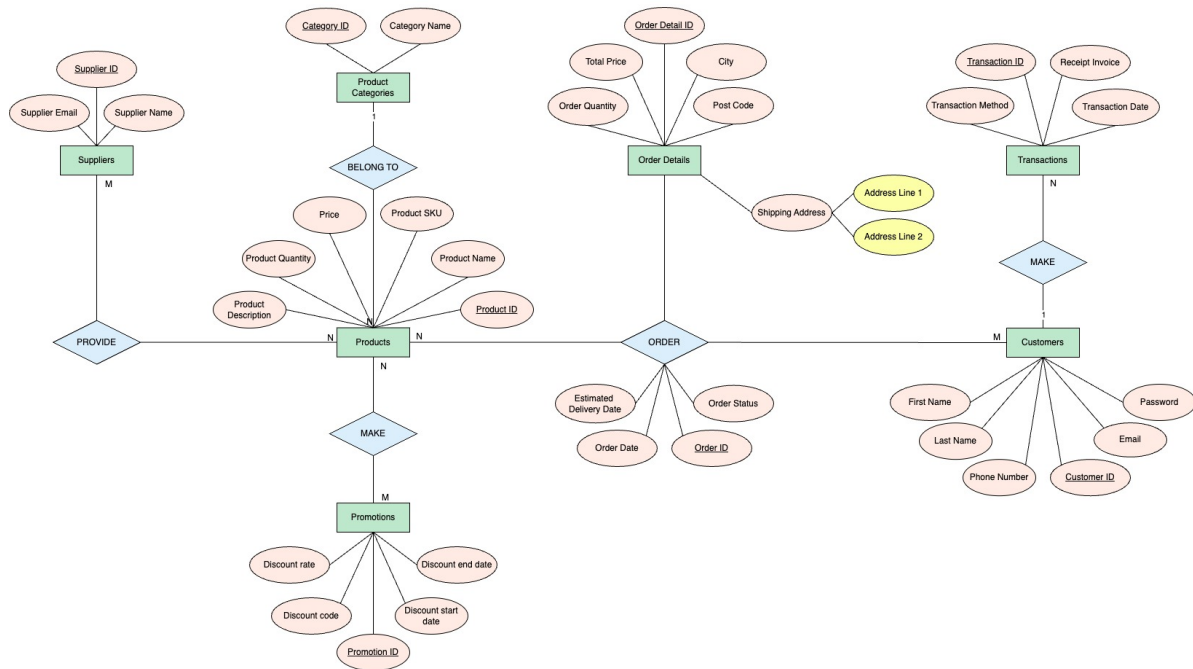 Category ID
Category Name
Order Detail ID
Supplier ID
Total Price
City
Transaction ID
Receipt Invoice
Product
Categories
Supplier Email
Supplier Name
Order Quantity
Post Code
Transaction Method
Transaction Date
1
Suppliers
Order Details
Transactions
M
BELONG TO
N
Address Line 1
Price
Product SKU
Shipping Address
Address Line 2
Product Quantity
Product Name
MAKE
Product
Description
Product ID
1
N
PROVIDE
N
Products
N
ORDER
M
Customers
N
Estimated
Delivery Date
Order Status
First Name
Password
MAKE
Order Date
Order ID
Last Name
Email
Phone Number
Customer ID
M
Promotions
Discount rate
Discount end date
Discount code
Discount start
date
Promotion ID